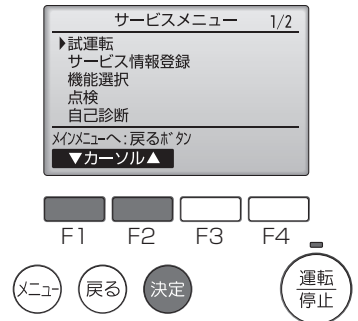 サービスメニュー 1/2
▶試運転
サービス情報登録
機能選択
点検
自己診断
メインメニューへ:戻るボタン
▼カーソル▲
F1 F2 F3 F4
メニュー 戻る 決定 運転
停止